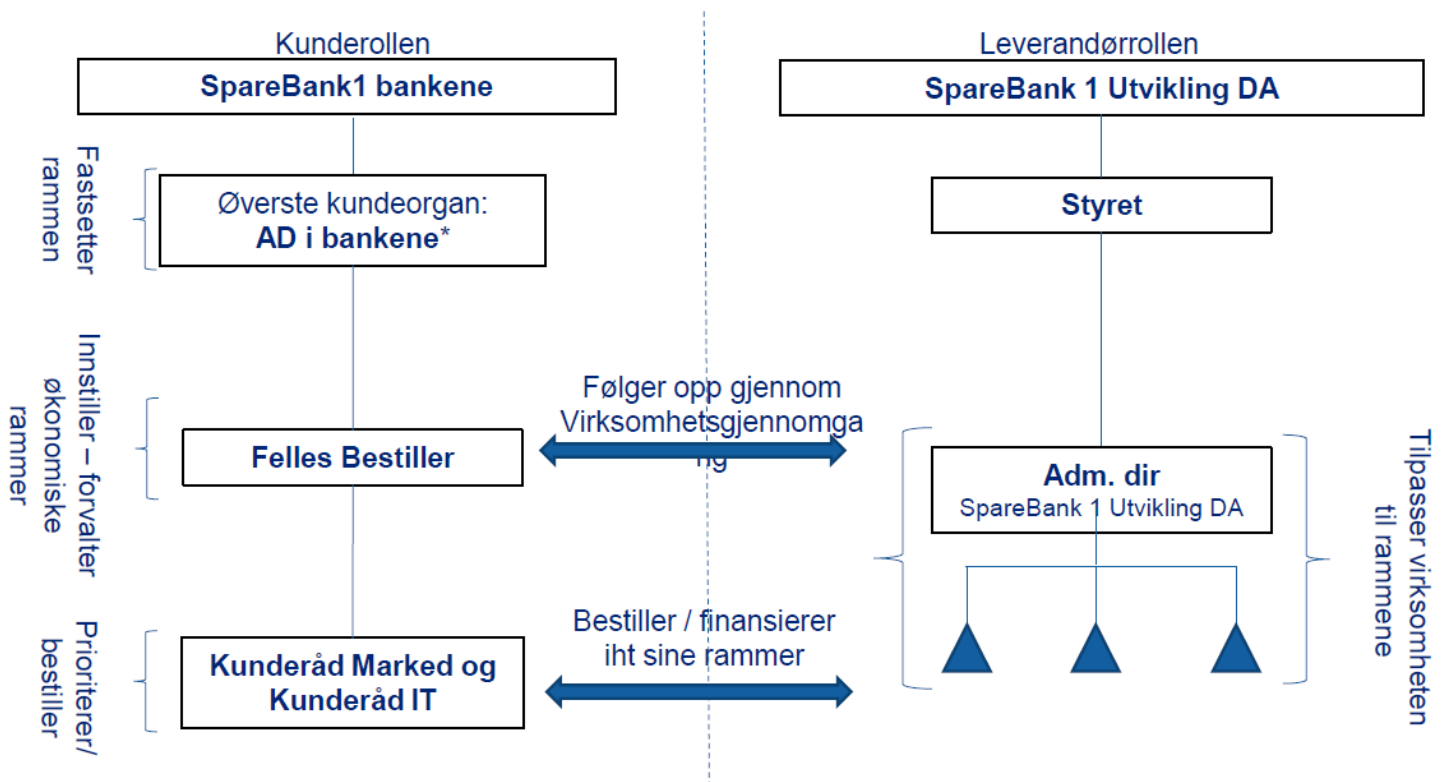 Kunderollen
SpareBank1 bankene
Fastsetter
rammen
Øverste kundeorgan:
AD i bankene*
Innstiller – forvalter
økonomiske
rammer
Felles Bestiller
Prioriterer/
bestiller
Kunderåd Marked og
Kunderåd IT
Følger opp gjennom
Virksomhetsgjennomga
ng
Bestiller / finansierer
iht sine rammer
Leverandørrollen
SpareBank 1 Utvikling DA
Styret
Adm. dir
SpareBank 1 Utvikling DA
Tilpasser virksomheten
til rammene